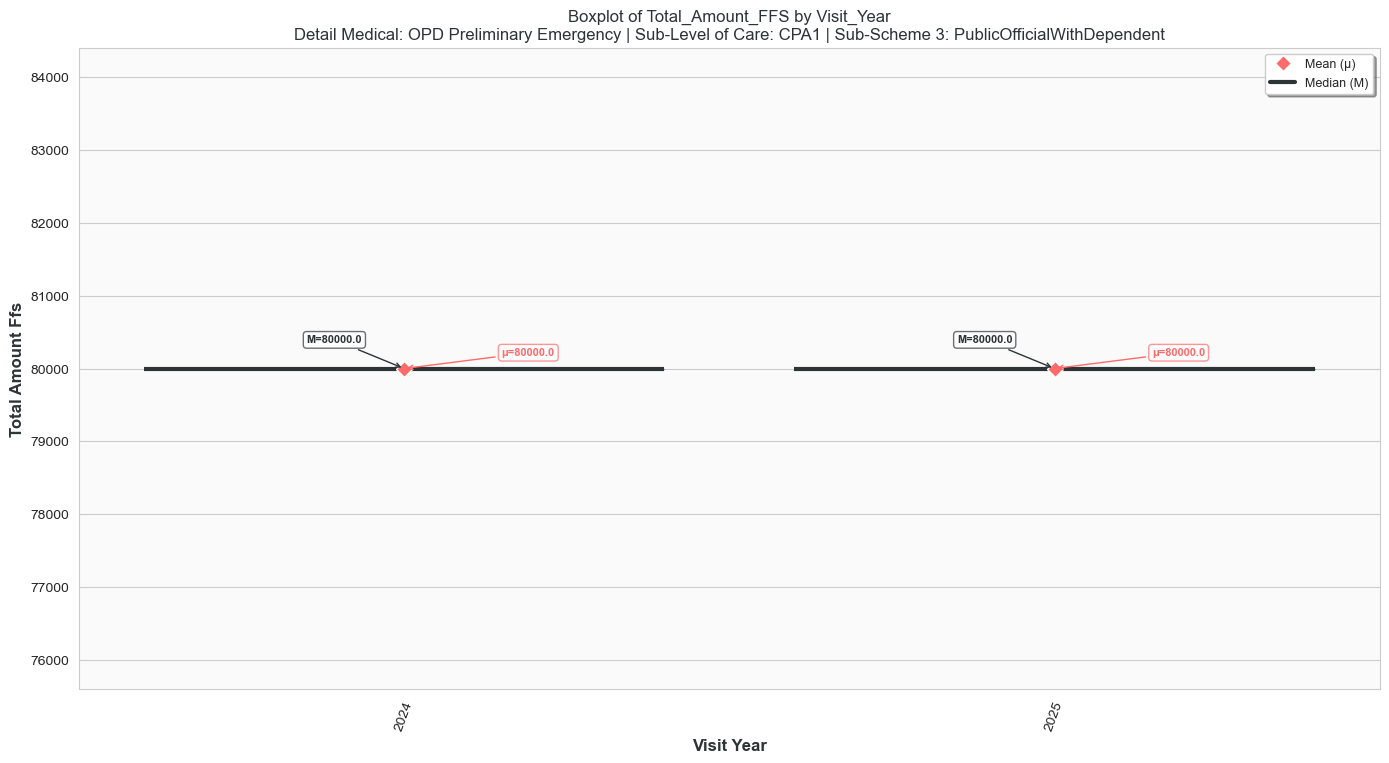 Boxplot of Total_Amount_FFS by Visit_Year
Detail Medical: OPD Preliminary Emergency | Sub-Level of Care: CPA1 | Sub-Scheme 3: PublicOfficialWithDependent
Mean (μ)
Median (M)
Total Amount Ffs
84000
83000
82000
81000
80000
79000
78000
77000
76000
M=80000.0
μ=80000.0
M=80000.0
μ=80000.0
2024
2025
Visit Year